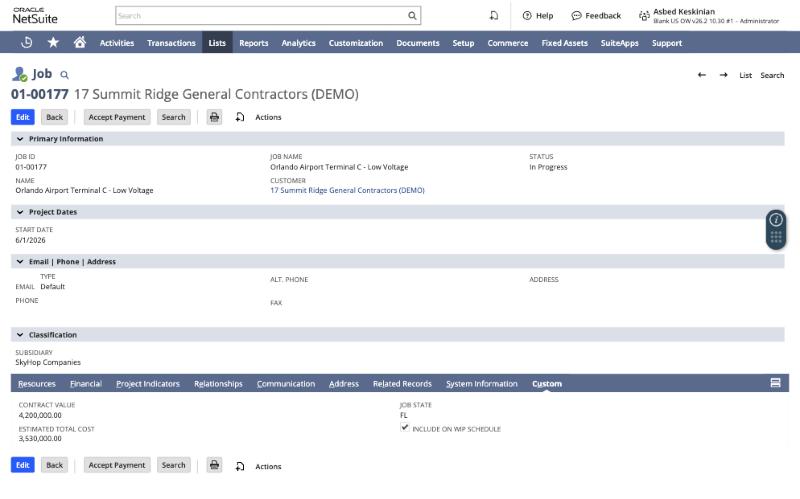 ORACLE
NetSuite
Search
Help
Feedback
Asbed Keskinian
Blank US OW v26.2 10.30 #1 - Administrator
Activities Transactions Lists Reports Analytics Customization Documents Setup Commerce Fixed Assets SuiteApps Support
Job
List Search
01-00177 17 Summit Ridge General Contractors (DEMO)
Edit Back Accept Payment Search Actions
Primary Information
JOB ID JOB NAME STATUS
01-00177 Orlando Airport Terminal C - Low Voltage In Progress
NAME CUSTOMER
Orlando Airport Terminal C - Low Voltage 17 Summit Ridge General Contractors (DEMO)
Project Dates
START DATE
6/1/2026
Email | Phone | Address
TYPE ALT. PHONE ADDRESS
EMAIL Default
PHONE FAX
Classification
SUBSIDIARY
SkyHop Companies
Resources Financial Project Indicators Relationships Communication Address Related Records System Information Custom
CONTRACT VALUE JOB STATE
4,200,000.00 FL
ESTIMATED TOTAL COST INCLUDE ON WIP SCHEDULE
3,530,000.00
Edit Back Accept Payment Search Actions